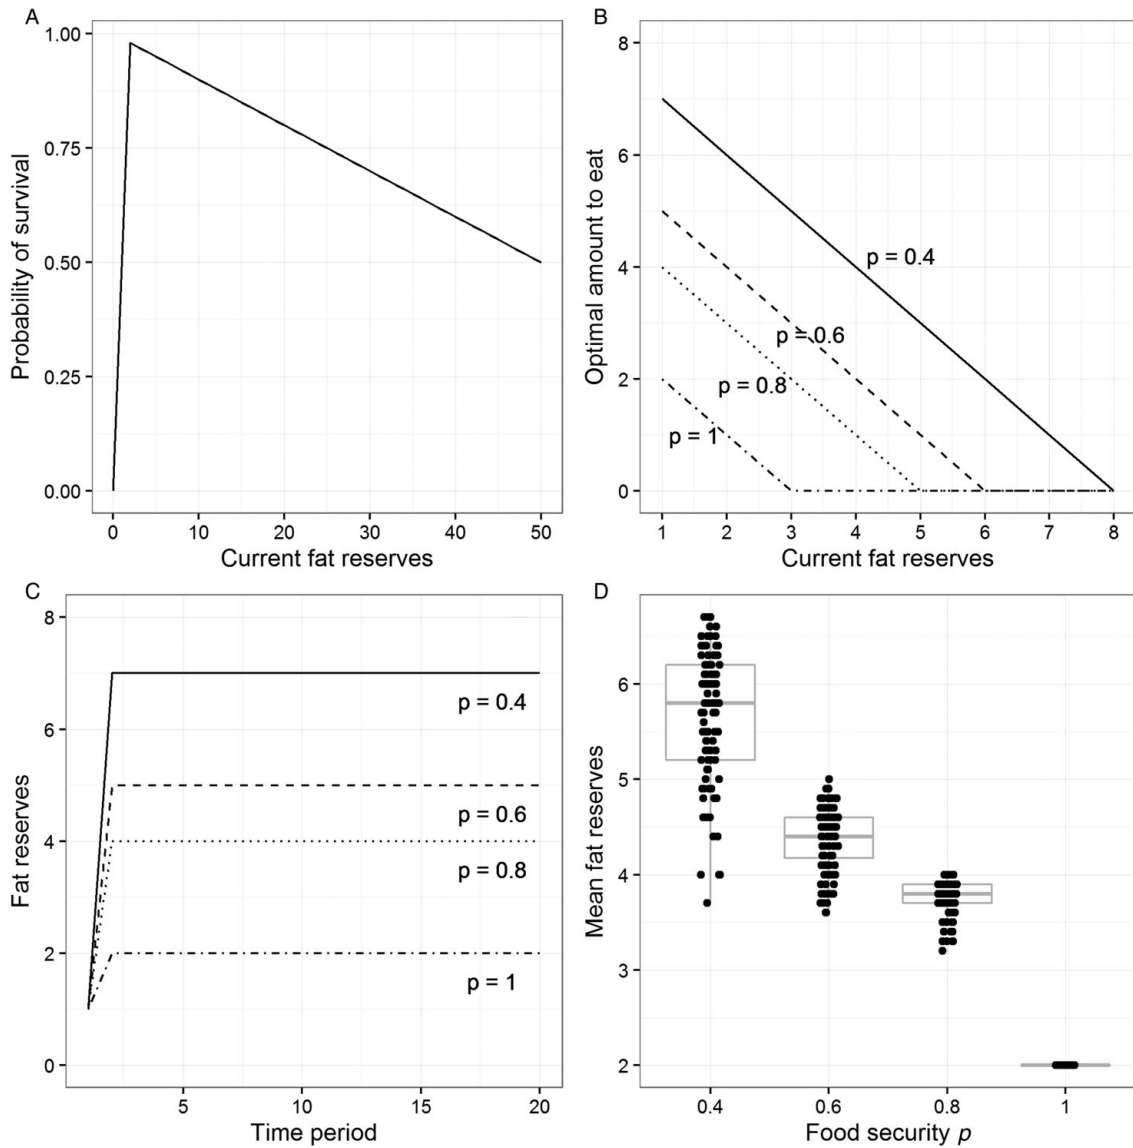 A
Probability of survival
1.00
0.75
0.50
0.25
0.00
0 10 20 30 40 50
Current fat reserves
B
Optimal amount to eat
8
6
4
2
0
p = 0.4
p = 0.6
p = 0.8
p = 1
1 2 3 4 5 6 7 8
Current fat reserves
C
Fat reserves
8
6
4
2
0
p = 0.4
p = 0.6
p = 0.8
p = 1
5 10 15 20
Time period
D
Mean fat reserves
6
5
4
3
2
0.4 0.6 0.8 1
Food security p